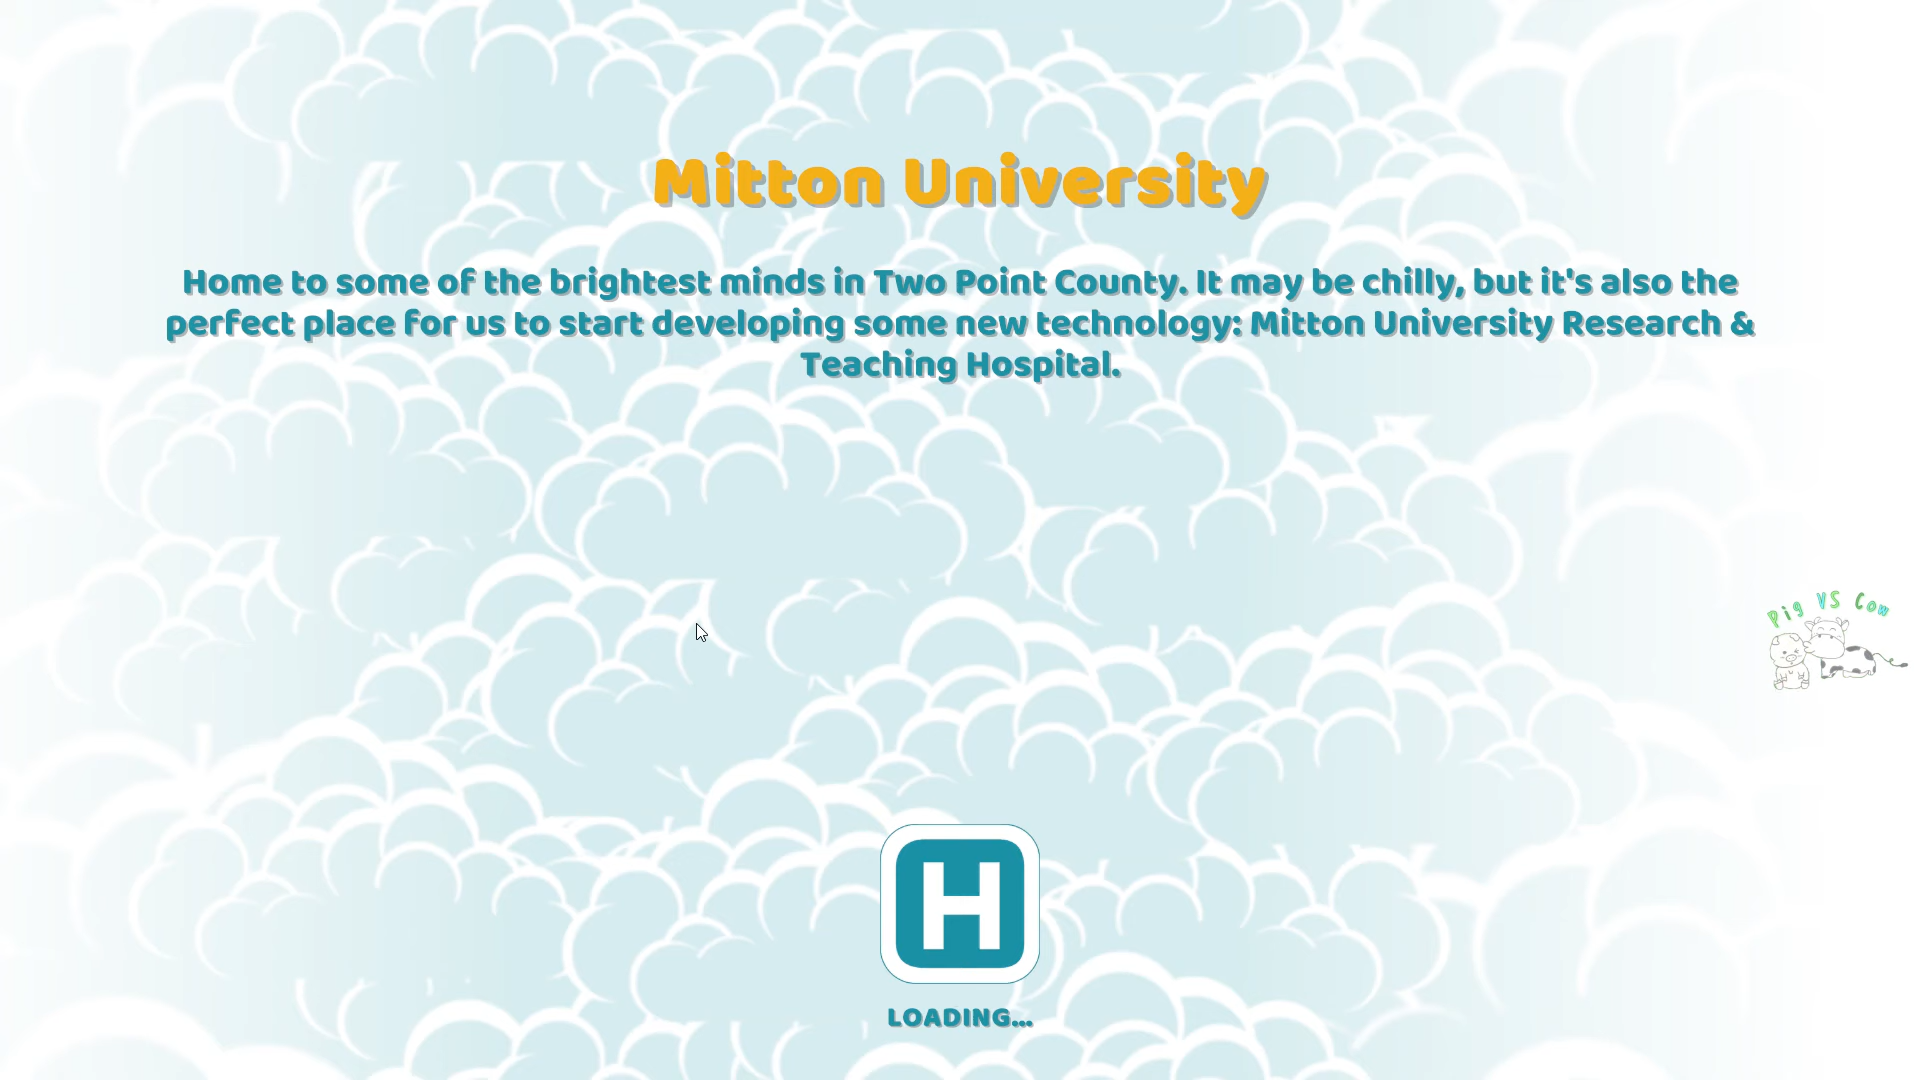 Mitton University
Home to some of the brightest minds in Two Point County. It may be chilly, but it's also the
perfect place for us to start developing some new technology: Mitton University Research &
Teaching Hospital.
Pig VS Cow
H
LOADING...